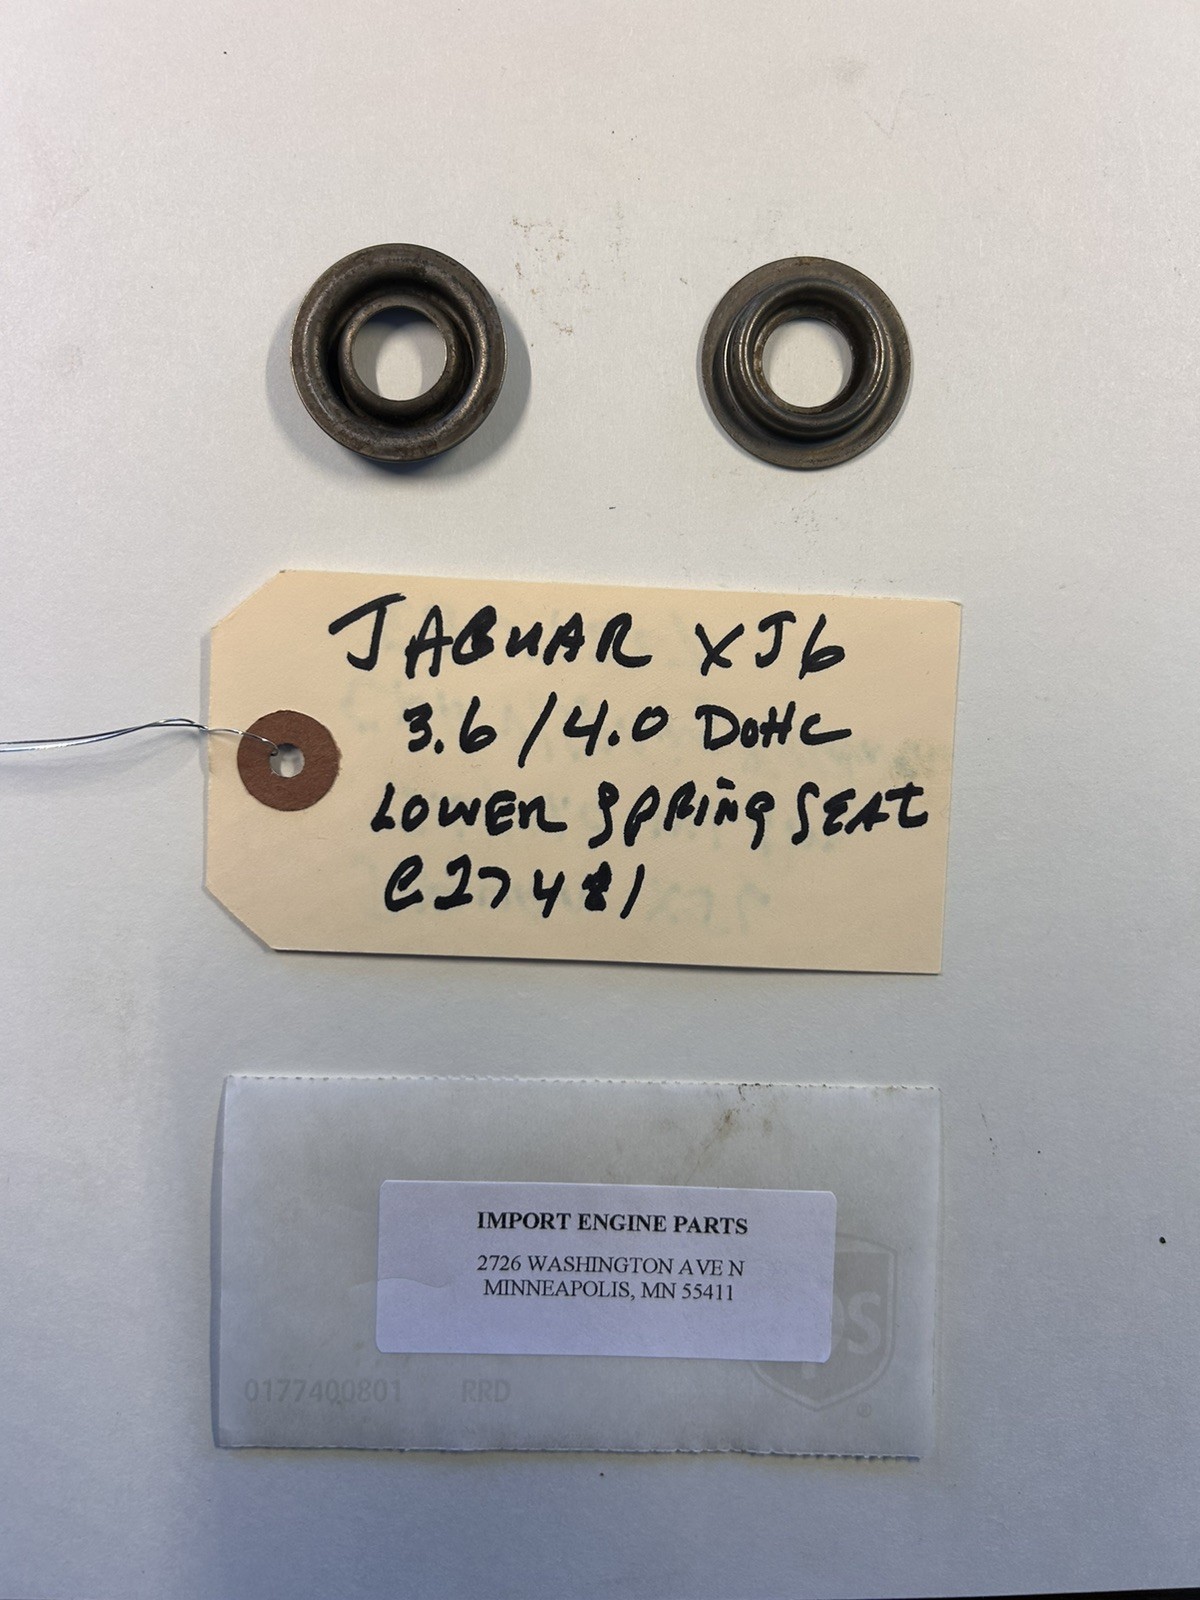 JAGUAR XJ6
3.6/4.0 DOHC
LOWER SPRING SEAT
C27481
IMPORT ENGINE PARTS
2726 WASHINGTON AVE N
MINNEAPOLIS, MN 55411
0177400801 RRD
ps
®